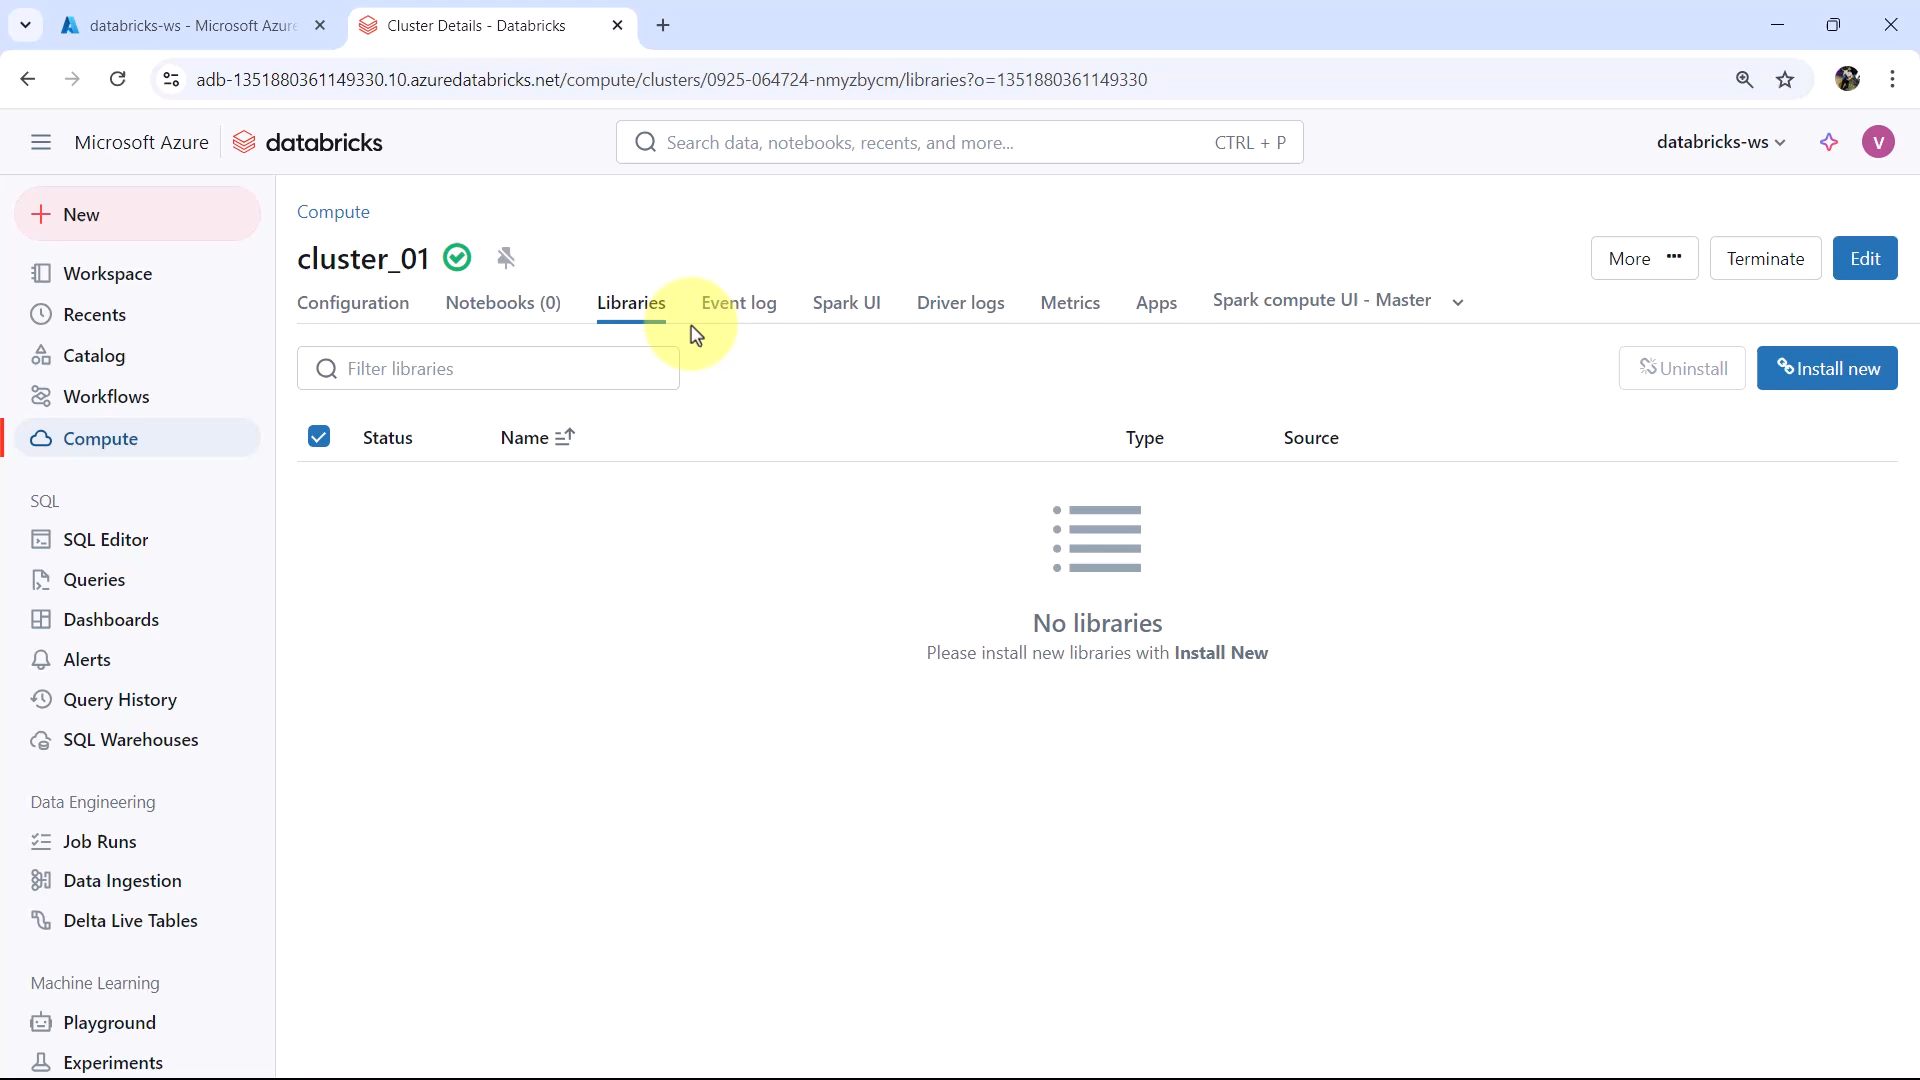 databricks-ws - Microsoft Azure
Cluster Details - Databricks
adb-1351880361149330.10.azuredatabricks.net/compute/clusters/0925-064724-nmyzbycm/libraries?o=1351880361149330
Microsoft Azure
databricks
Search data, notebooks, recents, and more...
CTRL + P
databricks-ws
V
New
Workspace
Recents
Catalog
Workflows
Compute
SQL
SQL Editor
Queries
Dashboards
Alerts
Query History
SQL Warehouses
Data Engineering
Job Runs
Data Ingestion
Delta Live Tables
Machine Learning
Playground
Experiments
Compute
cluster_01
More
Terminate
Edit
Configuration
Notebooks (0)
Libraries
Event log
Spark UI
Driver logs
Metrics
Apps
Spark compute UI - Master
Filter libraries
Uninstall
Install new
Status
Name
Type
Source
No libraries
Please install new libraries with Install New